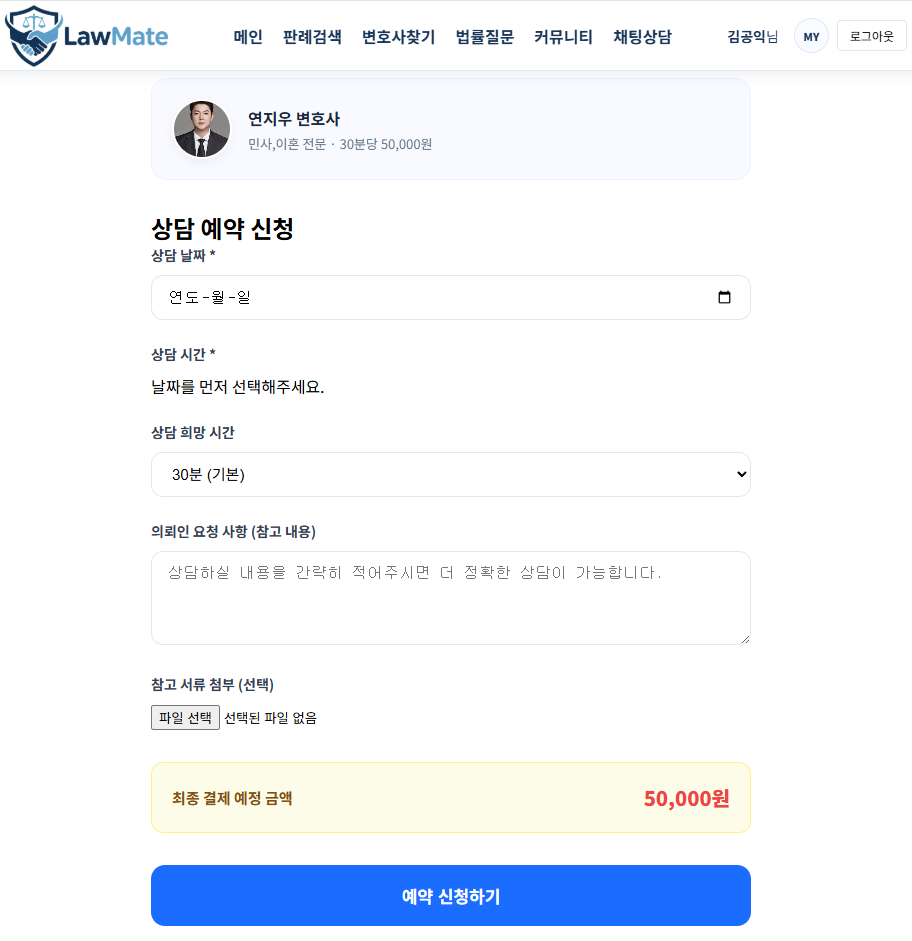 LawMate
메인 판례검색 변호사찾기 법률질문 커뮤니티 채팅상담 김공익님 MY 로그아웃
연지우 변호사
민사,이혼 전문 · 30분당 50,000원
상담 예약 신청
상담 날짜 *
연도-월-일
상담 시간 *
날짜를 먼저 선택해주세요.
상담 희망 시간
30분 (기본)
의뢰인 요청 사항 (참고 내용)
상담하실 내용을 간략히 적어주시면 더 정확한 상담이 가능합니다.
참고 서류 첨부 (선택)
파일 선택 선택된 파일 없음
최종 결제 예정 금액 50,000원
예약 신청하기